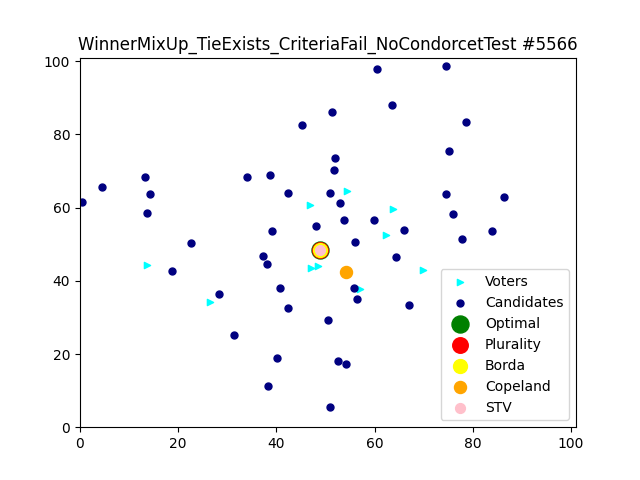 WinnerMixUp_TieExists_CriteriaFail_NoCondorcetTest #5566
100
80
60
40
20
0
Voters
Candidates
Optimal
Plurality
Borda
Copeland
STV
0 20 40 60 80 100